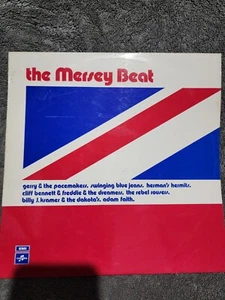 the Mersey Beat
gerry & the pacemakers. swinging blue jeans. herman's hermits.
cliff bennett & freddie & the dreamers. the rebel rousers.
billy j. kramer & the dakota's. adam faith.